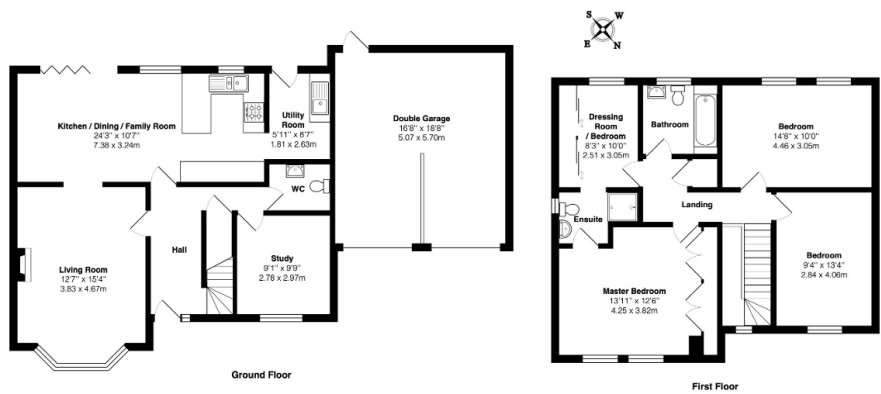 S W
E N
Kitchen / Dining / Family Room
24'3" x 10'7"
7.38 x 3.24m
Utility
Room
5'11" x 8'7"
1.81 x 2.63m
Double Garage
16'8" x 18'8"
5.07 x 5.70m
WC
Hall
Living Room
12'7" x 15'4"
3.83 x 4.67m
Study
9'1" x 9'9"
2.78 x 2.97m
Ground Floor
Dressing
Room
/ Bedroom
8'3" x 10'0"
2.51 x 3.05m
Bathroom
Bedroom
14'8" x 10'0"
4.46 x 3.05m
Landing
Ensuite
Bedroom
9'4" x 13'4"
2.84 x 4.06m
Master Bedroom
13'11" x 12'6"
4.25 x 3.82m
First Floor